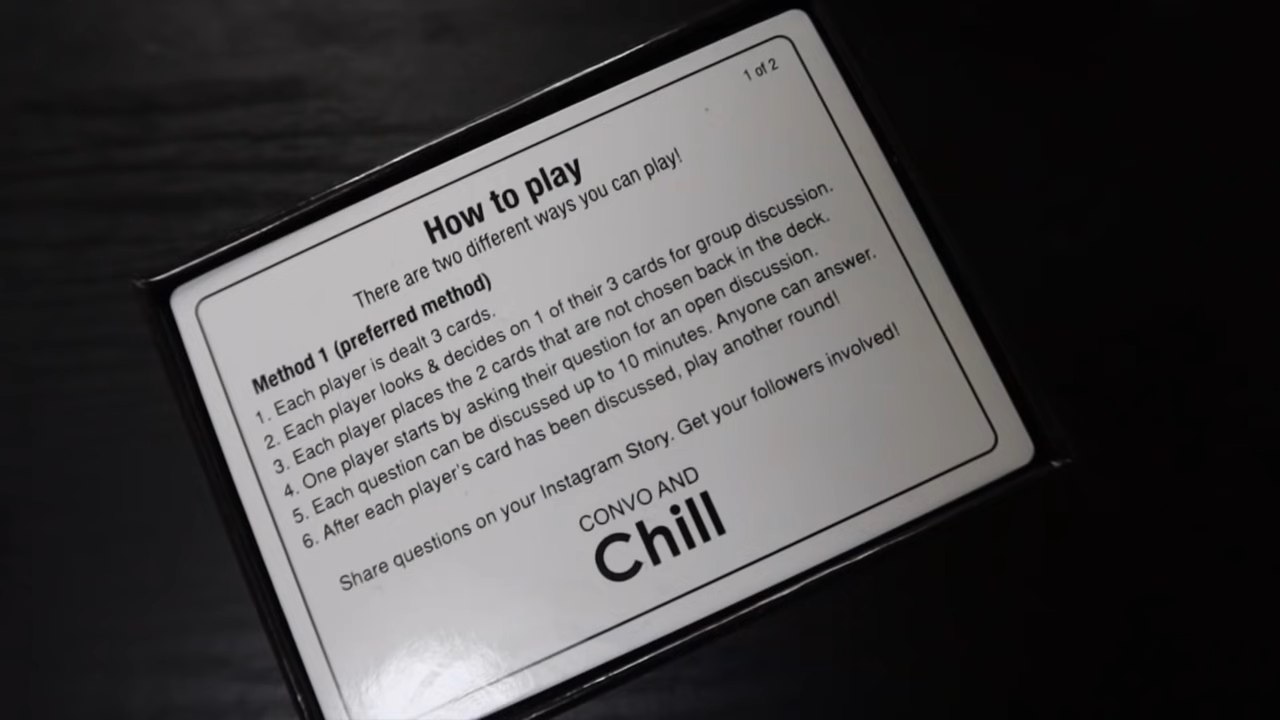 1 of 2
How to play
There are two different ways you can play!
Method 1 (preferred method)
1. Each player is dealt 3 cards.
2. Each player looks & decides on 1 of their 3 cards for group discussion.
3. Each player places the 2 cards that are not chosen back in the deck.
4. One player starts by asking their question for an open discussion.
5. Each question can be discussed up to 10 minutes. Anyone can answer.
6. After each player's card has been discussed, play another round!
Share questions on your Instagram Story. Get your followers involved!
CONVO AND
Chill